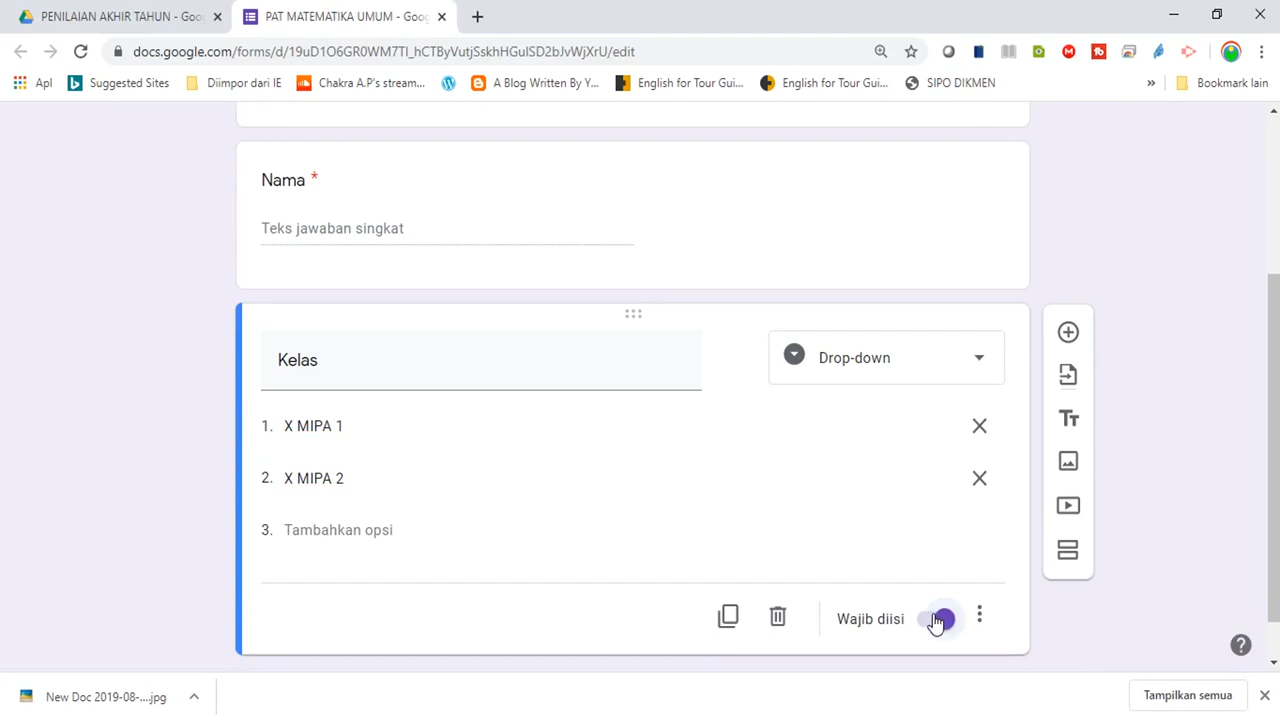 PENILAIAN AKHIR TAHUN - Goo
PAT MATEMATIKA UMUM - Goog
docs.google.com/forms/d/19uD1O6GR0WM7Tl_hCTByVutjSskhHGulSD2bJvWjXrU/edit
Apl
Suggested Sites
Diimpor dari IE
Chakra A.P's stream...
A Blog Written By Y...
English for Tour Gui...
English for Tour Gui...
SIPO DIKMEN
»
Bookmark lain
Nama *
Teks jawaban singkat
Kelas
Drop-down
1. X MIPA 1
2. X MIPA 2
3. Tambahkan opsi
Wajib diisi
New Doc 2019-08-....jpg
Tampilkan semua